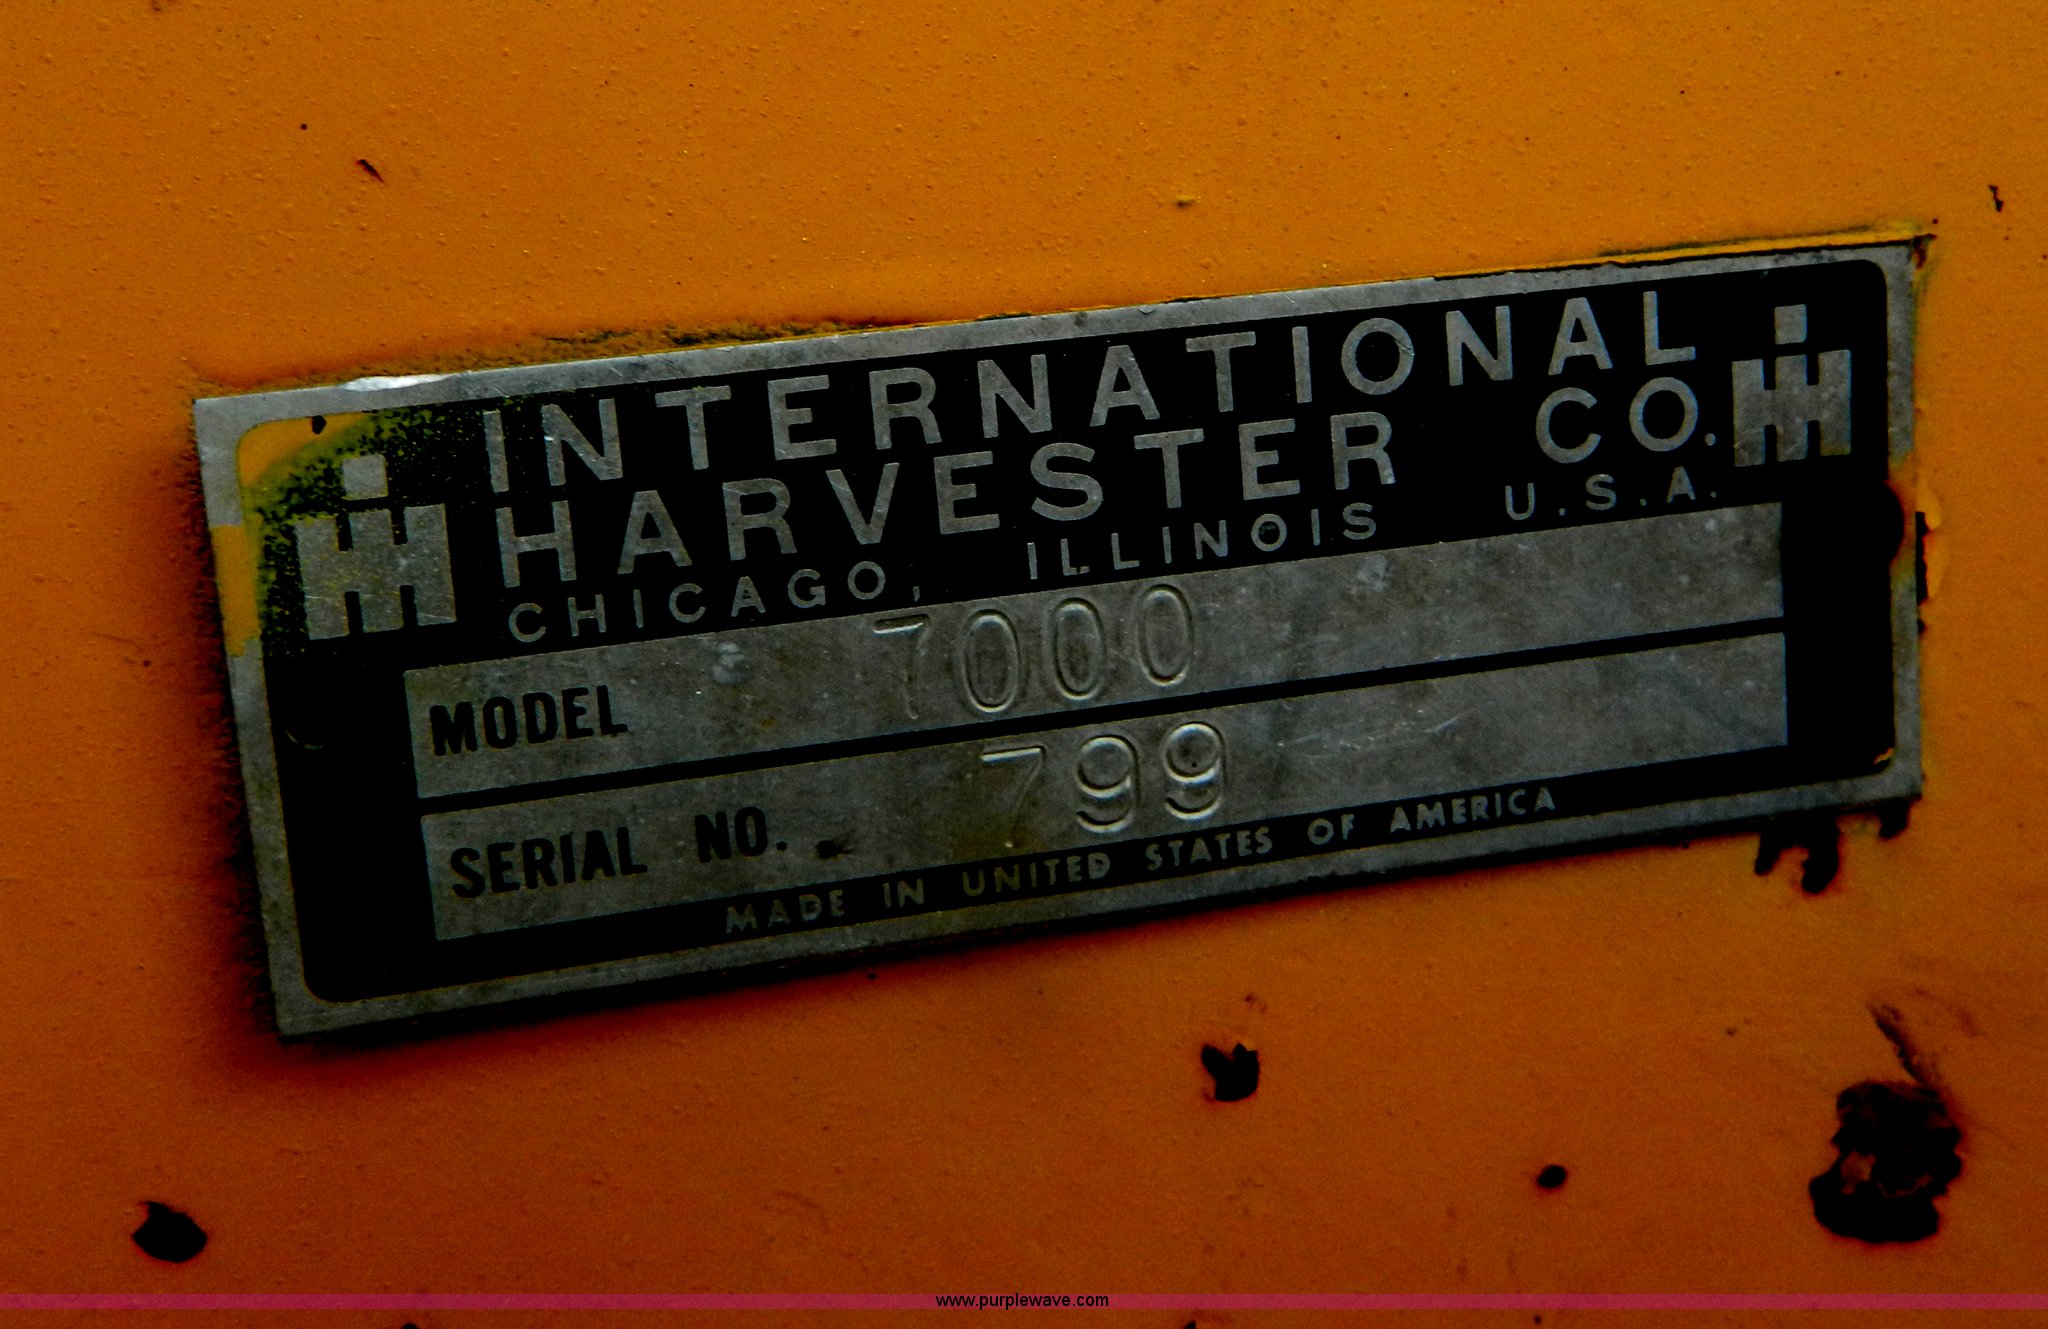 INTERNATIONAL
HARVESTER CO.
CHICAGO, ILLINOIS U.S.A.
MODEL 7000
SERIAL NO. 799
MADE IN UNITED STATES OF AMERICA
www.purplewave.com